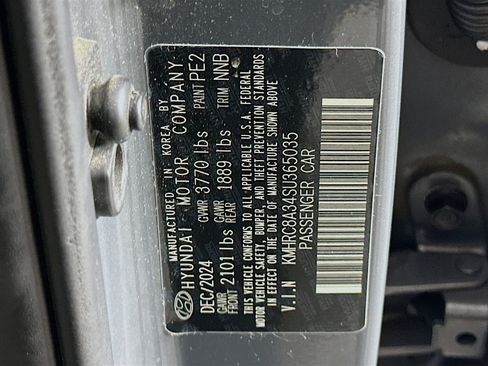 MANUFACTURED IN KOREA BY
HYUNDAI MOTOR COMPANY
DEC/2024 GVWR 3770 lbs PAINT PE2
GAWR FRONT 2101 lbs GAWR REAR 1889 lbs TRIM NNB
THIS VEHICLE CONFORMS TO ALL APPLICABLE U.S.A. FEDERAL
MOTOR VEHICLE SAFETY, BUMPER, AND THEFT PREVENTION STANDARDS
IN EFFECT ON THE DATE OF MANUFACTURE SHOWN ABOVE
V.I.N KMHRC8A34SU365035
PASSENGER CAR